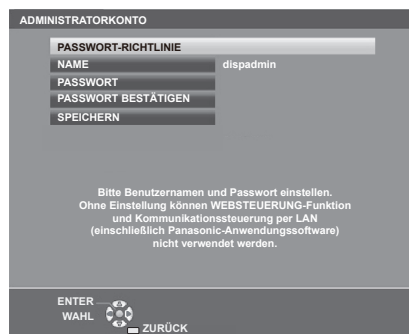 ADMINISTRATORKONTO
PASSWORT-RICHTLINIE
NAME dispadmin
PASSWORT
PASSWORT BESTÄTIGEN
SPEICHERN
Bitte Benutzernamen und Passwort einstellen.
Ohne Einstellung können WEBSTEUERUNG-Funktion
und Kommunikationssteuerung per LAN
(einschließlich Panasonic-Anwendungssoftware)
nicht verwendet werden.
ENTER
WAHL
ZURÜCK